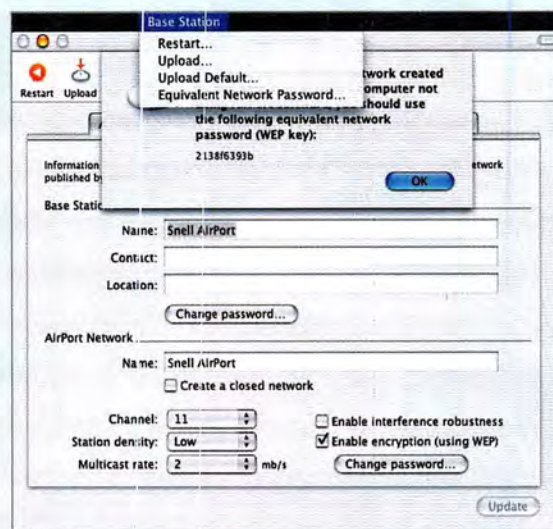 Base Station
Restart...
Upload...
Upload Default...
Equivalent Network Password...
Restart Upload
twork created
omputer not
should use
the following equivalent network
password (WEP key):
2138f6393b
OK
Information
published by
etwork
Base Static
Name: Snell AirPort
Contact:
Location:
Change password...
AirPort Network
Name: Snell AirPort
Create a closed network
Channel: 11
Enable interference robustness
Station density: Low
Enable encryption (using WEP)
Multicast rate: 2 mb/s
Change password...
Update